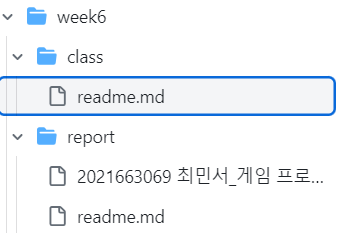 week6
class
readme.md
report
2021663069 최민서_게임 프로...
readme.md